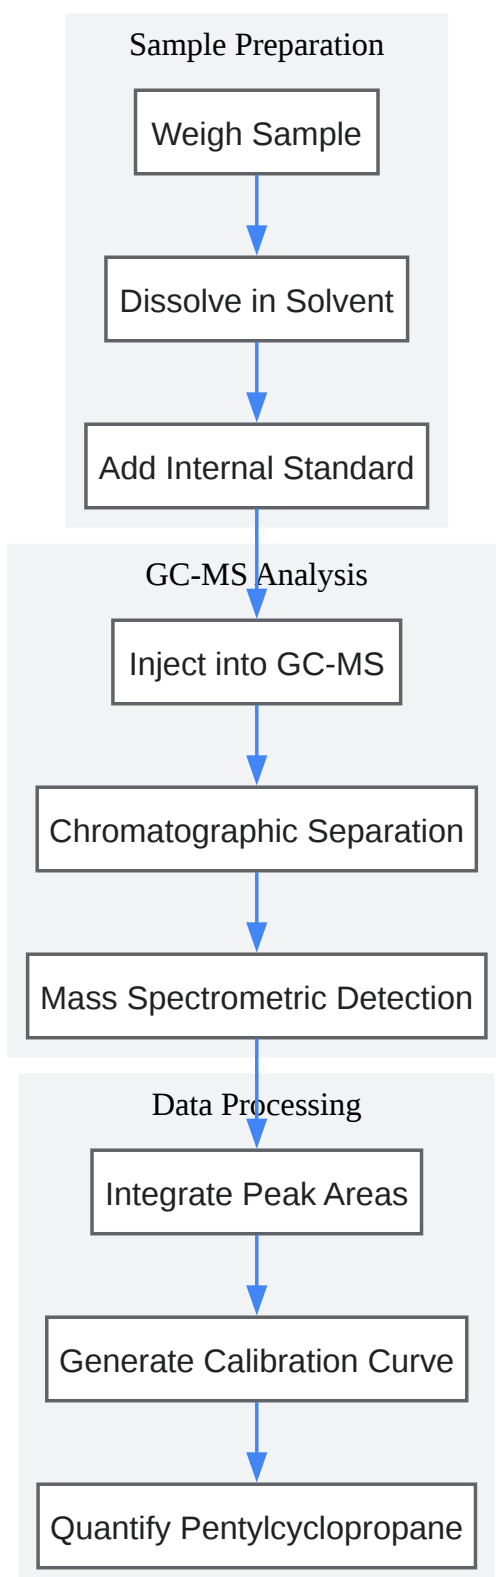 Sample Preparation
Weigh Sample
Dissolve in Solvent
Add Internal Standard
GC-MS Analysis
Inject into GC-MS
Chromatographic Separation
Mass Spectrometric Detection
Data Processing
Integrate Peak Areas
Generate Calibration Curve
Quantify Pentylcyclopropane